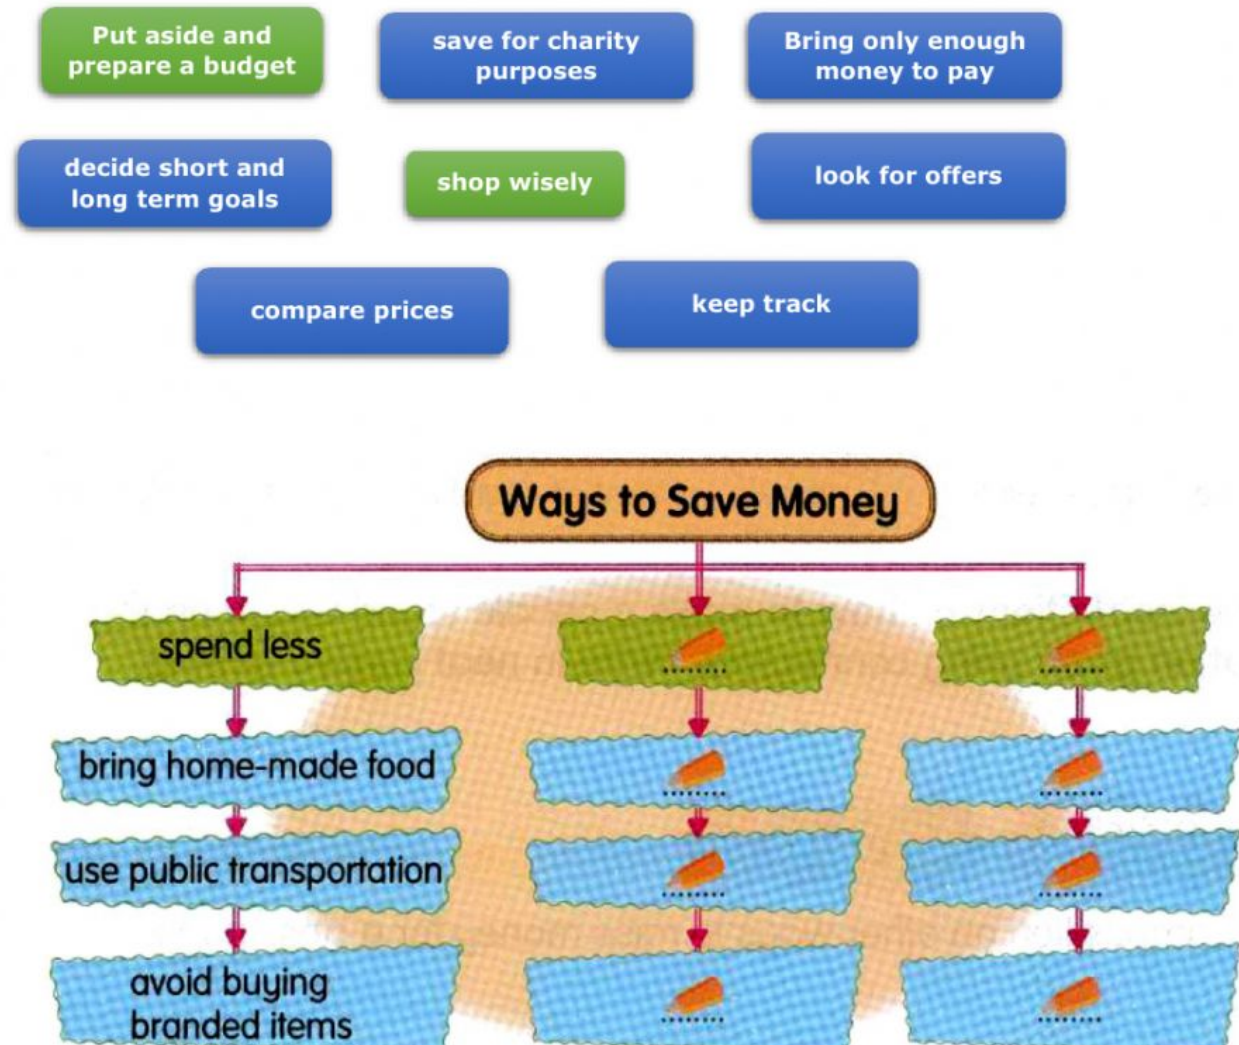 Put aside and
prepare a budget
save for charity
purposes
Bring only enough
money to pay
decide short and
long term goals
shop wisely
look for offers
compare prices
keep track
Ways to Save Money
spend less
bring home-made food
use public transportation
avoid buying
branded items